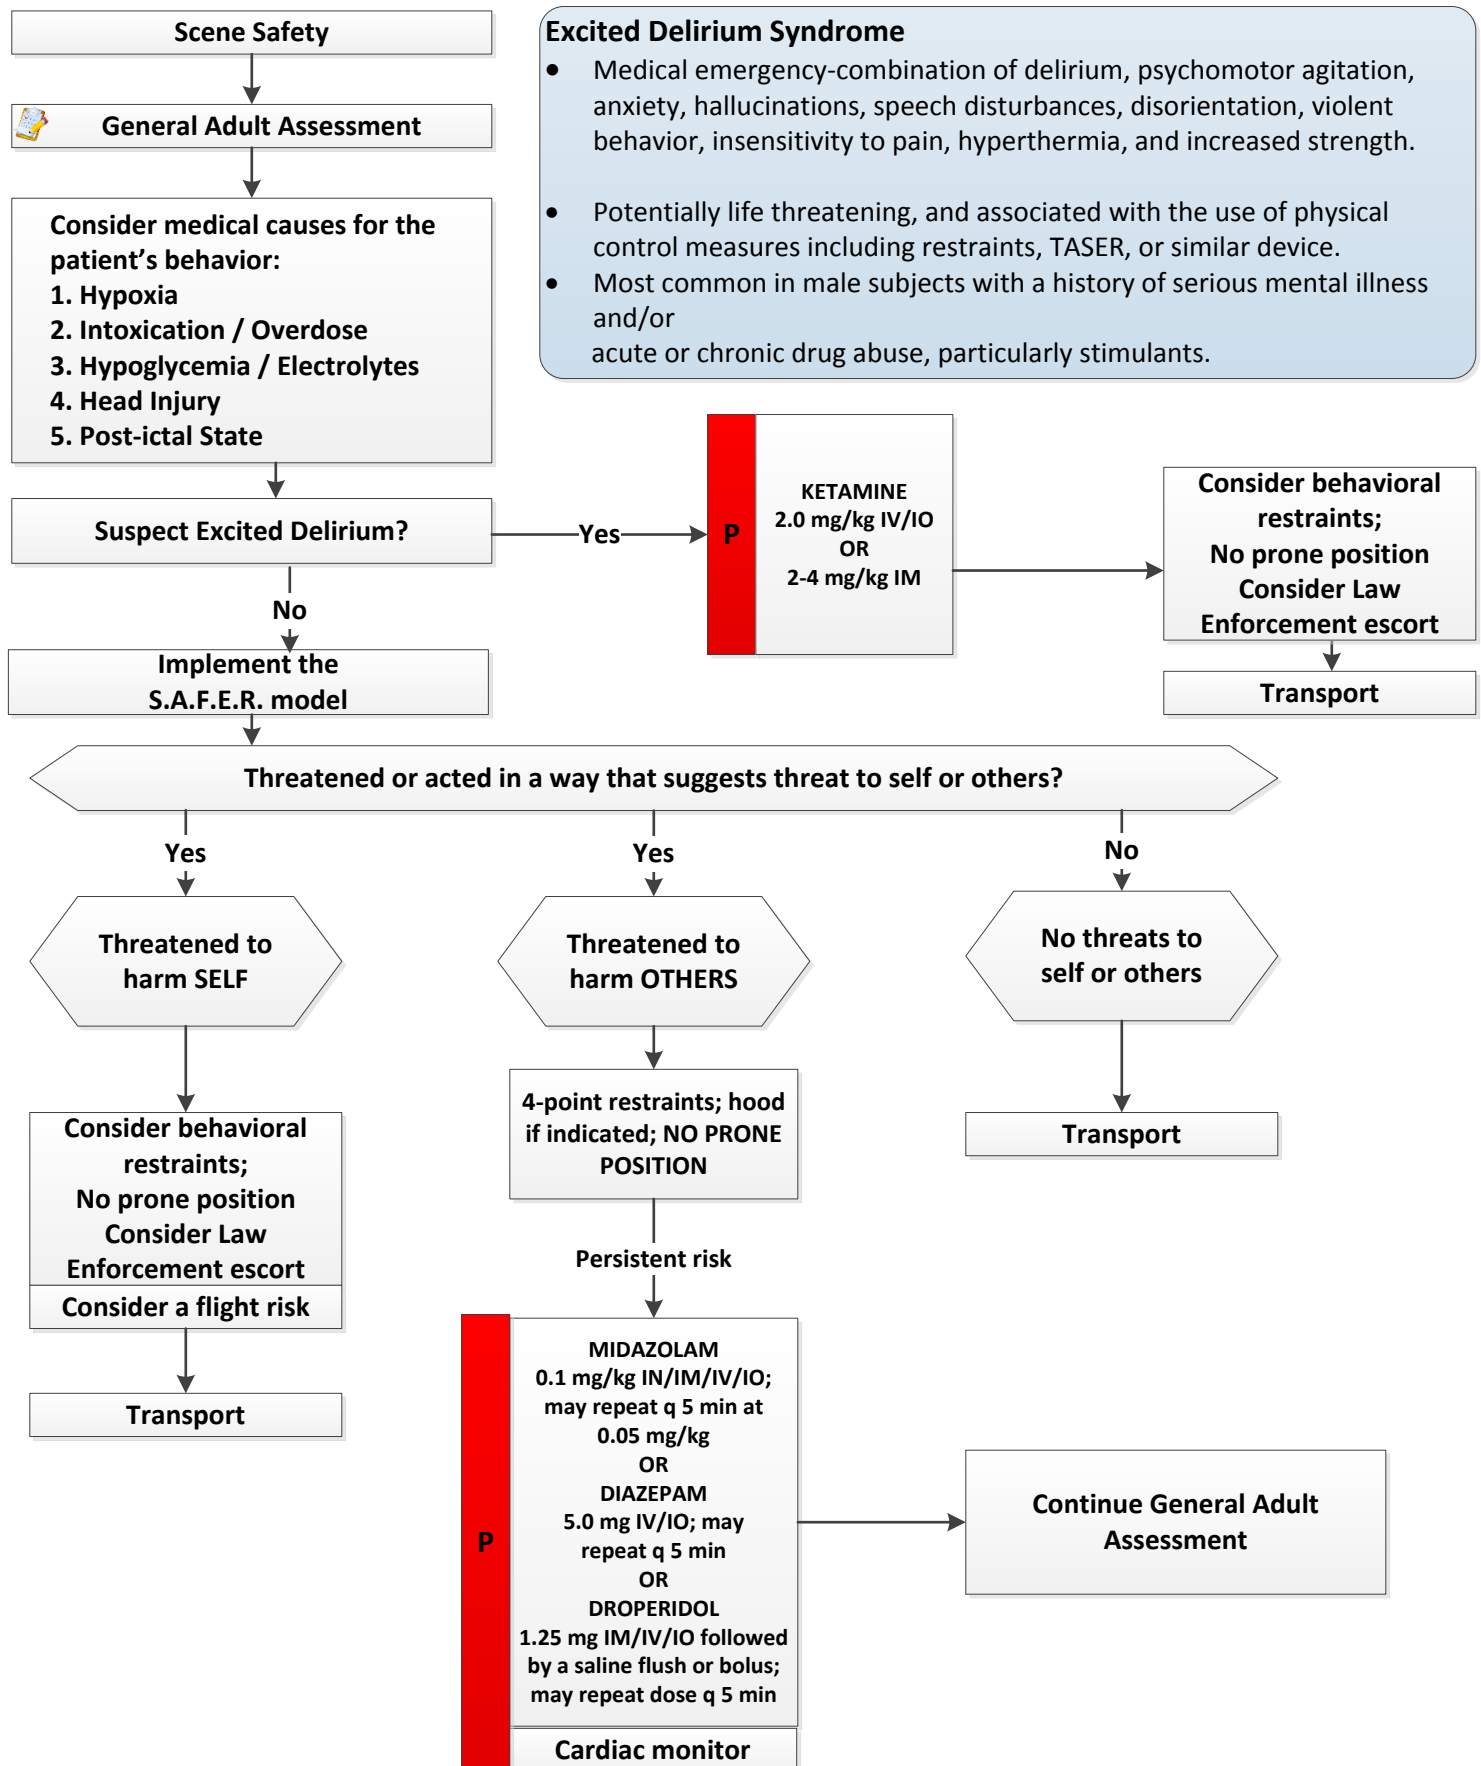 Scene Safety
General Adult Assessment
Consider medical causes for the
patient’s behavior:
1. Hypoxia
2. Intoxication / Overdose
3. Hypoglycemia / Electrolytes
4. Head Injury
5. Post-ictal State
Excited Delirium Syndrome
• Medical emergency-combination of delirium, psychomotor agitation,
anxiety, hallucinations, speech disturbances, disorientation, violent
behavior, insensitivity to pain, hyperthermia, and increased strength.
• Potentially life threatening, and associated with the use of physical
control measures including restraints, TASER, or similar device.
• Most common in male subjects with a history of serious mental illness
and/or
acute or chronic drug abuse, particularly stimulants.
Suspect Excited Delirium?
Yes
P
KETAMINE
2.0 mg/kg IV/IO
OR
2-4 mg/kg IM
Consider behavioral
restraints;
No prone position
Consider Law
Enforcement escort
Transport
No
Implement the
S.A.F.E.R. model
Threatened or acted in a way that suggests threat to self or others?
Yes
Threatened to
harm SELF
Consider behavioral
restraints;
No prone position
Consider Law
Enforcement escort
Consider a flight risk
Transport
Yes
Threatened to
harm OTHERS
4-point restraints; hood
if indicated; NO PRONE
POSITION
Persistent risk
P
MIDAZOLAM
0.1 mg/kg IN/IM/IV/IO;
may repeat q 5 min at
0.05 mg/kg
OR
DIAZEPAM
5.0 mg IV/IO; may
repeat q 5 min
OR
DROPERIDOL
1.25 mg IM/IV/IO followed
by a saline flush or bolus;
may repeat dose q 5 min
Cardiac monitor
Continue General Adult
Assessment
No
No threats to
self or others
Transport